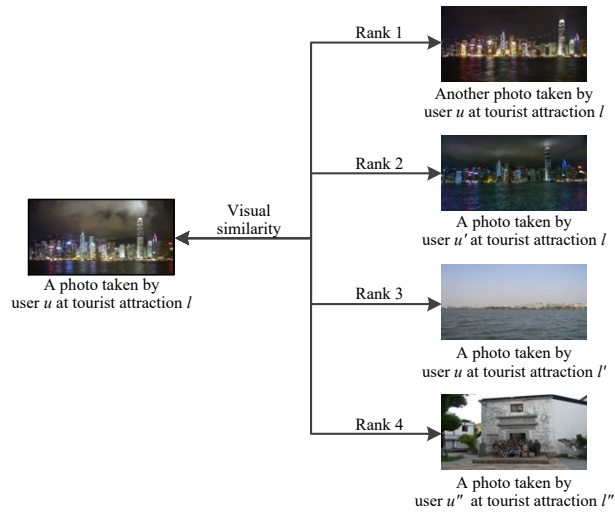 Rank 1
Another photo taken by
user u at tourist attraction l
Rank 2
A photo taken by
user u' at tourist attraction l
Visual
similarity
A photo taken by
user u at tourist attraction l
Rank 3
A photo taken by
user u at tourist attraction l'
Rank 4
A photo taken by
user u'' at tourist attraction l''